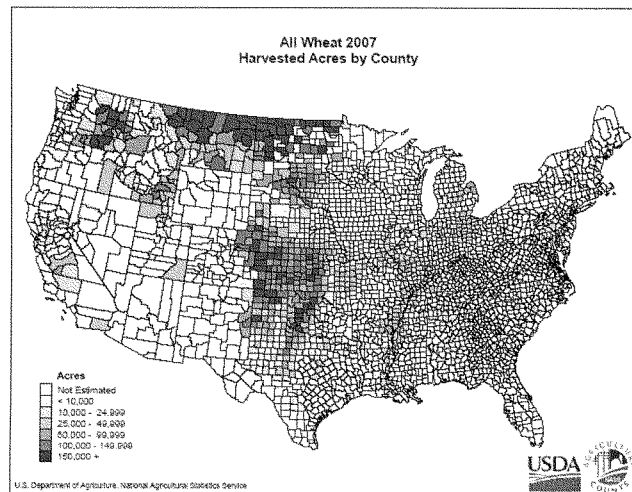 All Wheat 2007
Harvested Acres by County
Acres
Not Estimated
< 10,000
10,000 - 24,999
25,000 - 49,999
50,000 - 99,999
100,000 - 149,999
150,000 +
U.S. Department of Agriculture, National Agricultural Statistics Service
USDA
AGRICULTURE
COUNTS